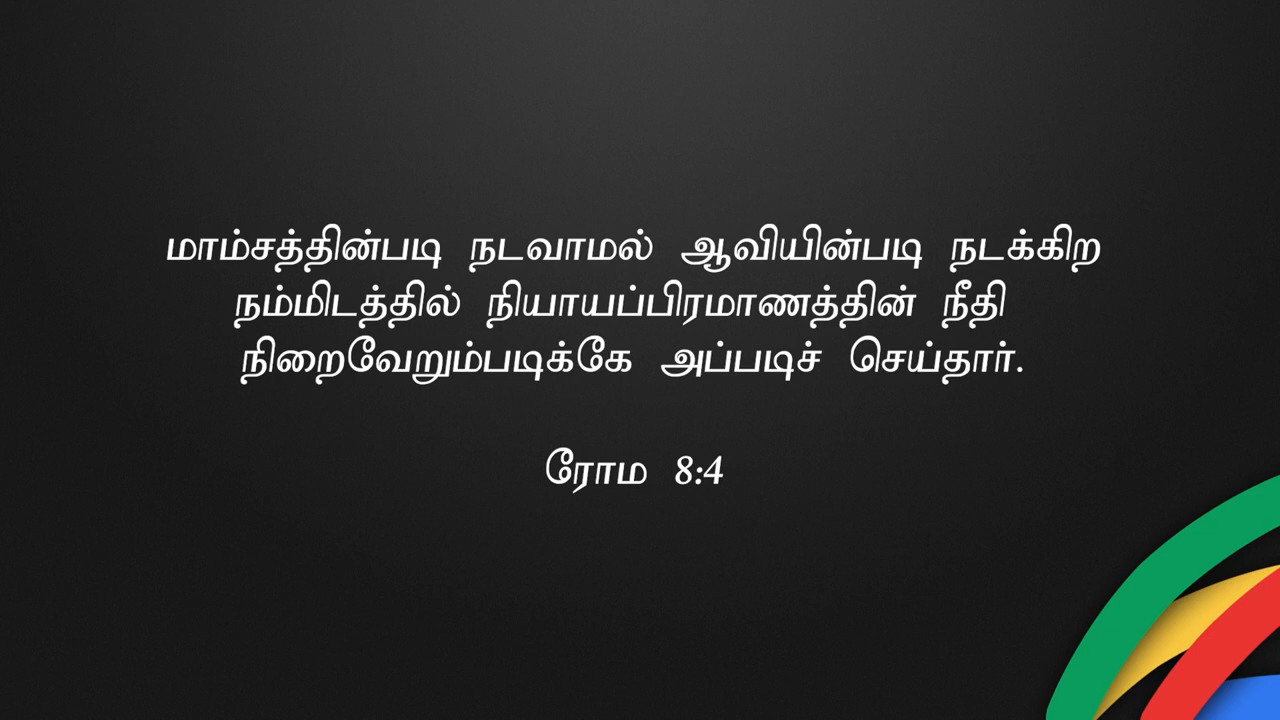 மாம்சத்தின்படி நடவாமல் ஆவியின்படி நடக்கிற
நம்மிடத்தில் நியாயப்பிரமாணத்தின் நீதி
நிறைவேறும்படிக்கே அப்படிச் செய்தார்.
ரோம 8:4